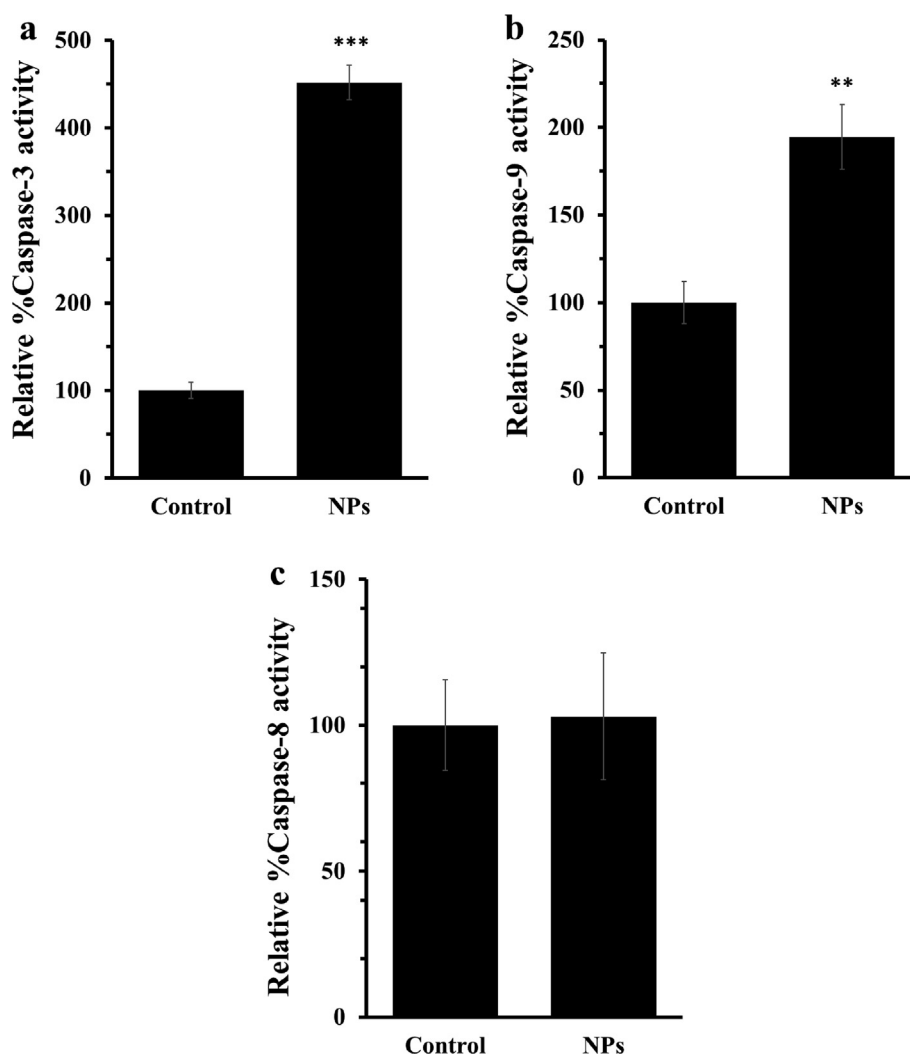 a
Relative %Caspase-3 activity
500
400
300
200
100
0
***
Control NPs
b
Relative %Caspase-9 activity
250
200
150
100
50
0
**
Control NPs
c
Relative %Caspase-8 activity
150
100
50
0
Control NPs